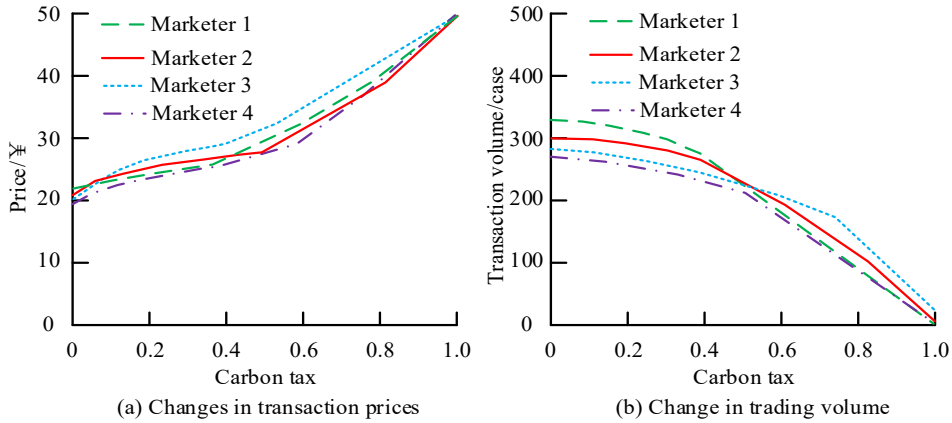 50
40
30
20
10
0
Price/¥
Marketer 1
Marketer 2
Marketer 3
Marketer 4
0 0.2 0.4 0.6 0.8 1.0
Carbon tax
(a) Changes in transaction prices
500
400
300
200
100
0
Transaction volume/case
Marketer 1
Marketer 2
Marketer 3
Marketer 4
0 0.2 0.4 0.6 0.8 1.0
Carbon tax
(b) Change in trading volume